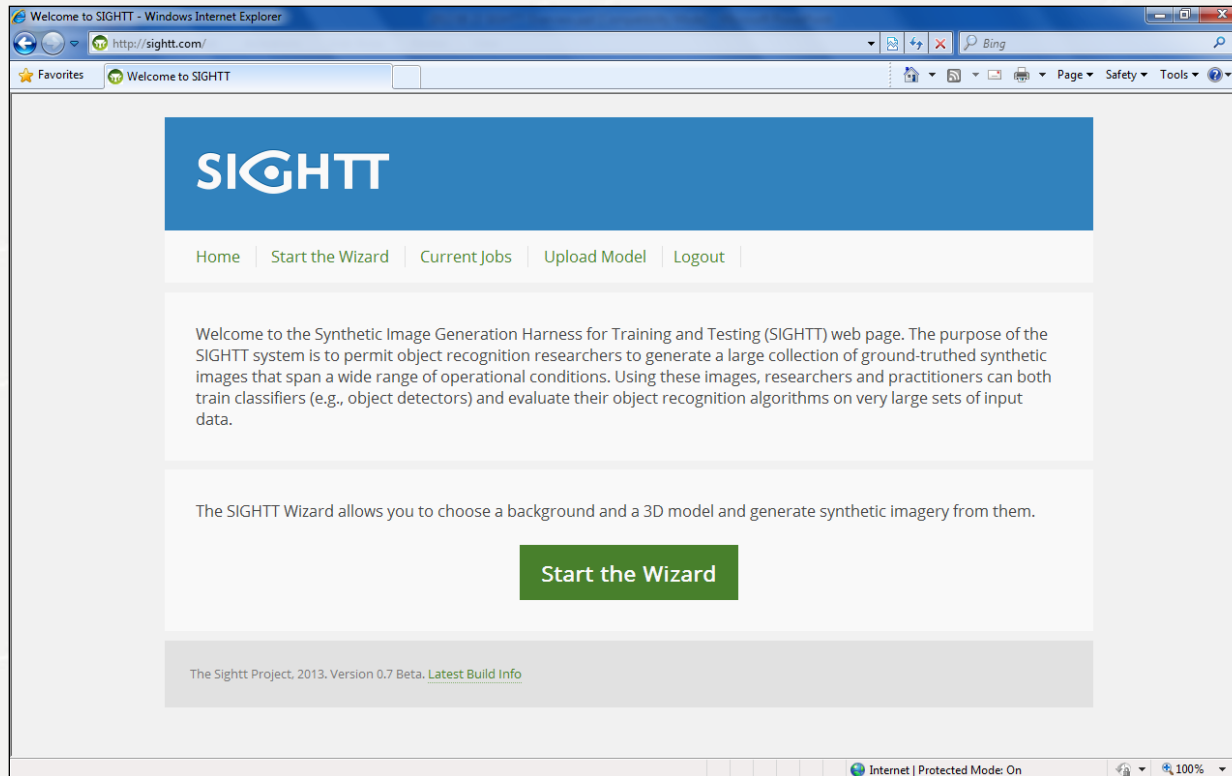 Welcome to SIGHTT - Windows Internet Explorer
http://sightt.com/
Bing
Favorites
Welcome to SIGHTT
Page
Safety
Tools
SIGHTT
Home
Start the Wizard
Current Jobs
Upload Model
Logout
Welcome to the Synthetic Image Generation Harness for Training and Testing (SIGHTT) web page. The purpose of the
SIGHTT system is to permit object recognition researchers to generate a large collection of ground-truthed synthetic
images that span a wide range of operational conditions. Using these images, researchers and practitioners can both
train classifiers (e.g., object detectors) and evaluate their object recognition algorithms on very large sets of input
data.
The SIGHTT Wizard allows you to choose a background and a 3D model and generate synthetic imagery from them.
Start the Wizard
The Sightt Project, 2013. Version 0.7 Beta. Latest Build Info
Internet | Protected Mode: On
100%